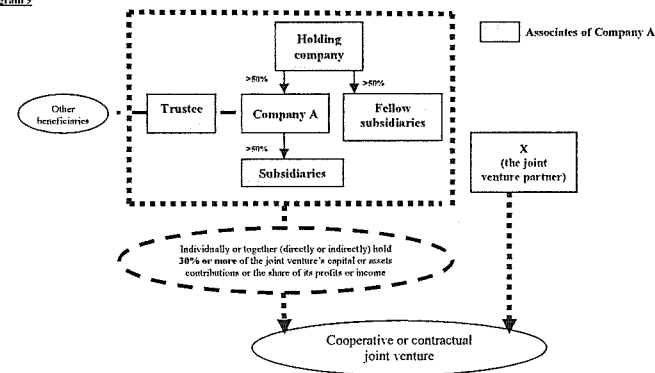 Holding
company
Associates of Company A
>50%
>50%
Other
beneficiaries
Trustee
Company A
Fellow
subsidiaries
>50%
Subsidiaries
X
(the joint
venture partner)
Individually or together (directly or indirectly) hold
30% or more of the joint venture's capital or assets
contributions or the share of its profits or income
Cooperative or contractual
joint venture